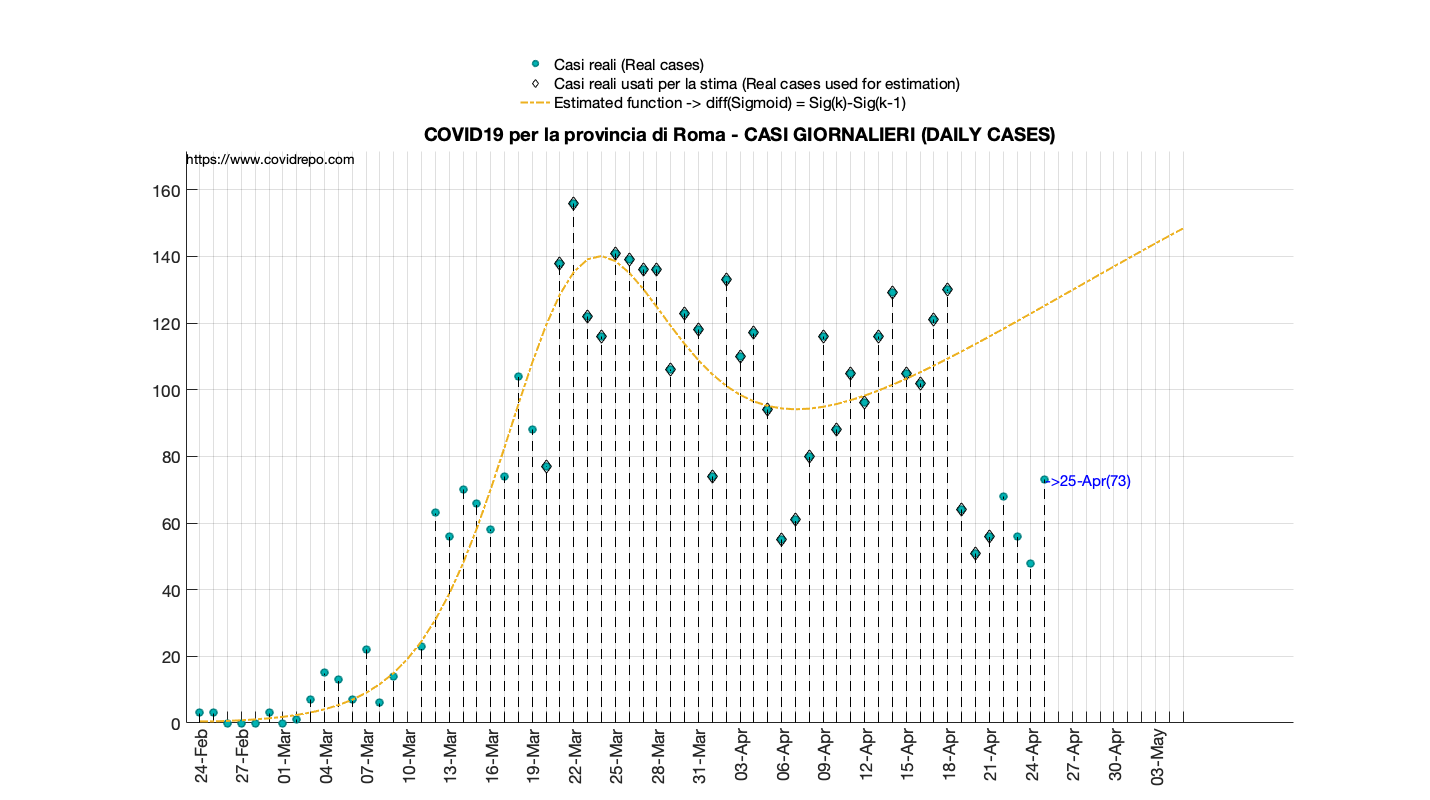 Casi reali (Real cases)
Casi reali usati per la stima (Real cases used for estimation)
Estimated function -> diff(Sigmoid) = Sig(k)-Sig(k-1)
COVID19 per la provincia di Roma - CASI GIORNALIERI (DAILY CASES)
https://www.covidrepo.com
160
140
120
100
80
60
40
20
0
->25-Apr(73)
24-Feb
27-Feb
01-Mar
04-Mar
07-Mar
10-Mar
13-Mar
16-Mar
19-Mar
22-Mar
25-Mar
28-Mar
31-Mar
03-Apr
06-Apr
09-Apr
12-Apr
15-Apr
18-Apr
21-Apr
24-Apr
27-Apr
30-Apr
03-May